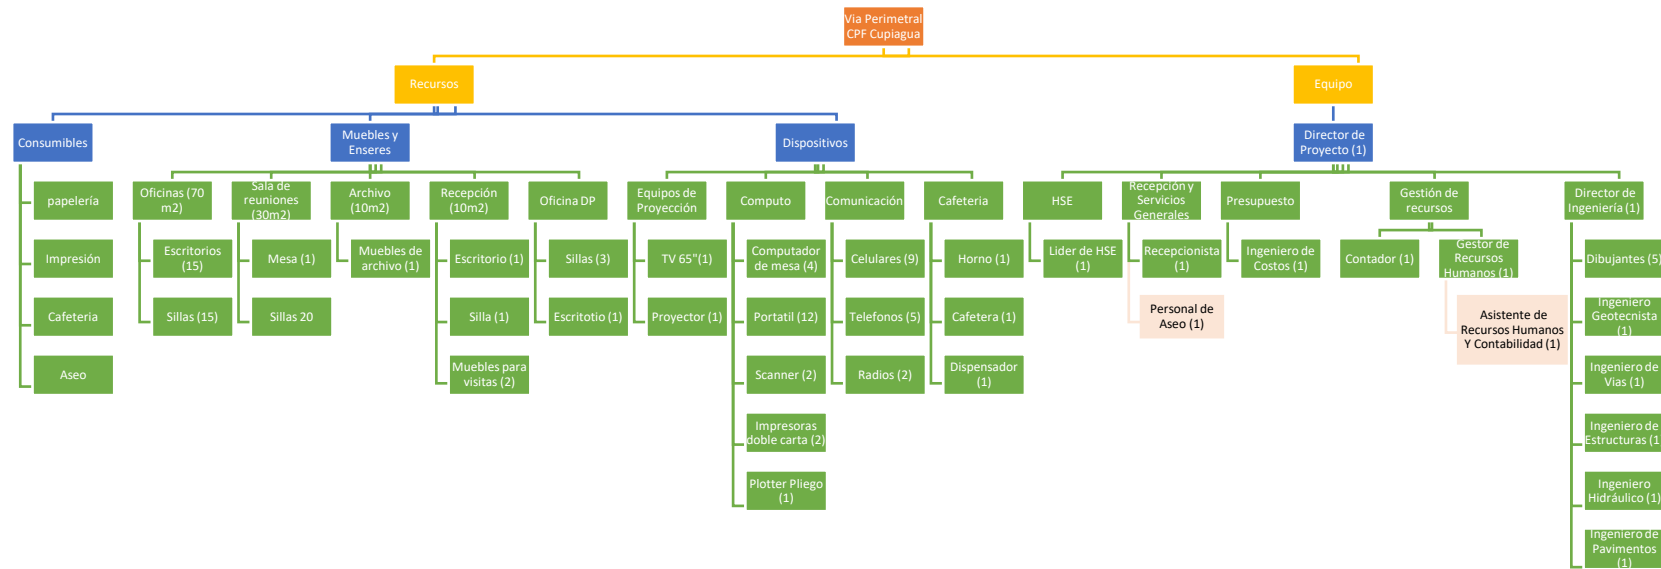 Via Perimetral
CPF Cupiagua
Recursos
Equipo
Consumibles
Muebles y
Enseres
Dispositivos
Director de
Proyecto (1)
papelería
Impresión
Cafeteria
Aseo
Oficinas (70
m2)
Escritorios
(15)
Sillas (15)
Sala de
reuniones
(30m2)
Mesa (1)
Sillas 20
Archivo
(10m2)
Muebles de
archivo (1)
Recepción
(10m2)
Escritorio (1)
Silla (1)
Muebles para
visitas (2)
Oficina DP
Sillas (3)
Escritotio (1)
Equipos de
Proyección
TV 65"(1)
Proyector (1)
Computo
Computador
de mesa (4)
Portatil (12)
Scanner (2)
Impresoras
doble carta (2)
Plotter Pliego
(1)
Comunicación
Celulares (9)
Telefonos (5)
Radios (2)
Cafeteria
Horno (1)
Cafetera (1)
Dispensador
(1)
HSE
Lider de HSE
(1)
Recepción y
Servicios
Generales
Recepcionista
(1)
Personal de
Aseo (1)
Presupuesto
Ingeniero de
Costos (1)
Gestión de
recursos
Contador (1)
Gestor de
Recursos
Humanos (1)
Asistente de
Recursos Humanos
Y Contabilidad (1)
Director de
Ingeniería (1)
Dibujantes (5)
Ingeniero
Geotecnista
(1)
Ingeniero de
Vias (1)
Ingeniero de
Estructuras (1
Ingeniero
Hidráulico (1)
Ingeniero de
Pavimentos
(1)